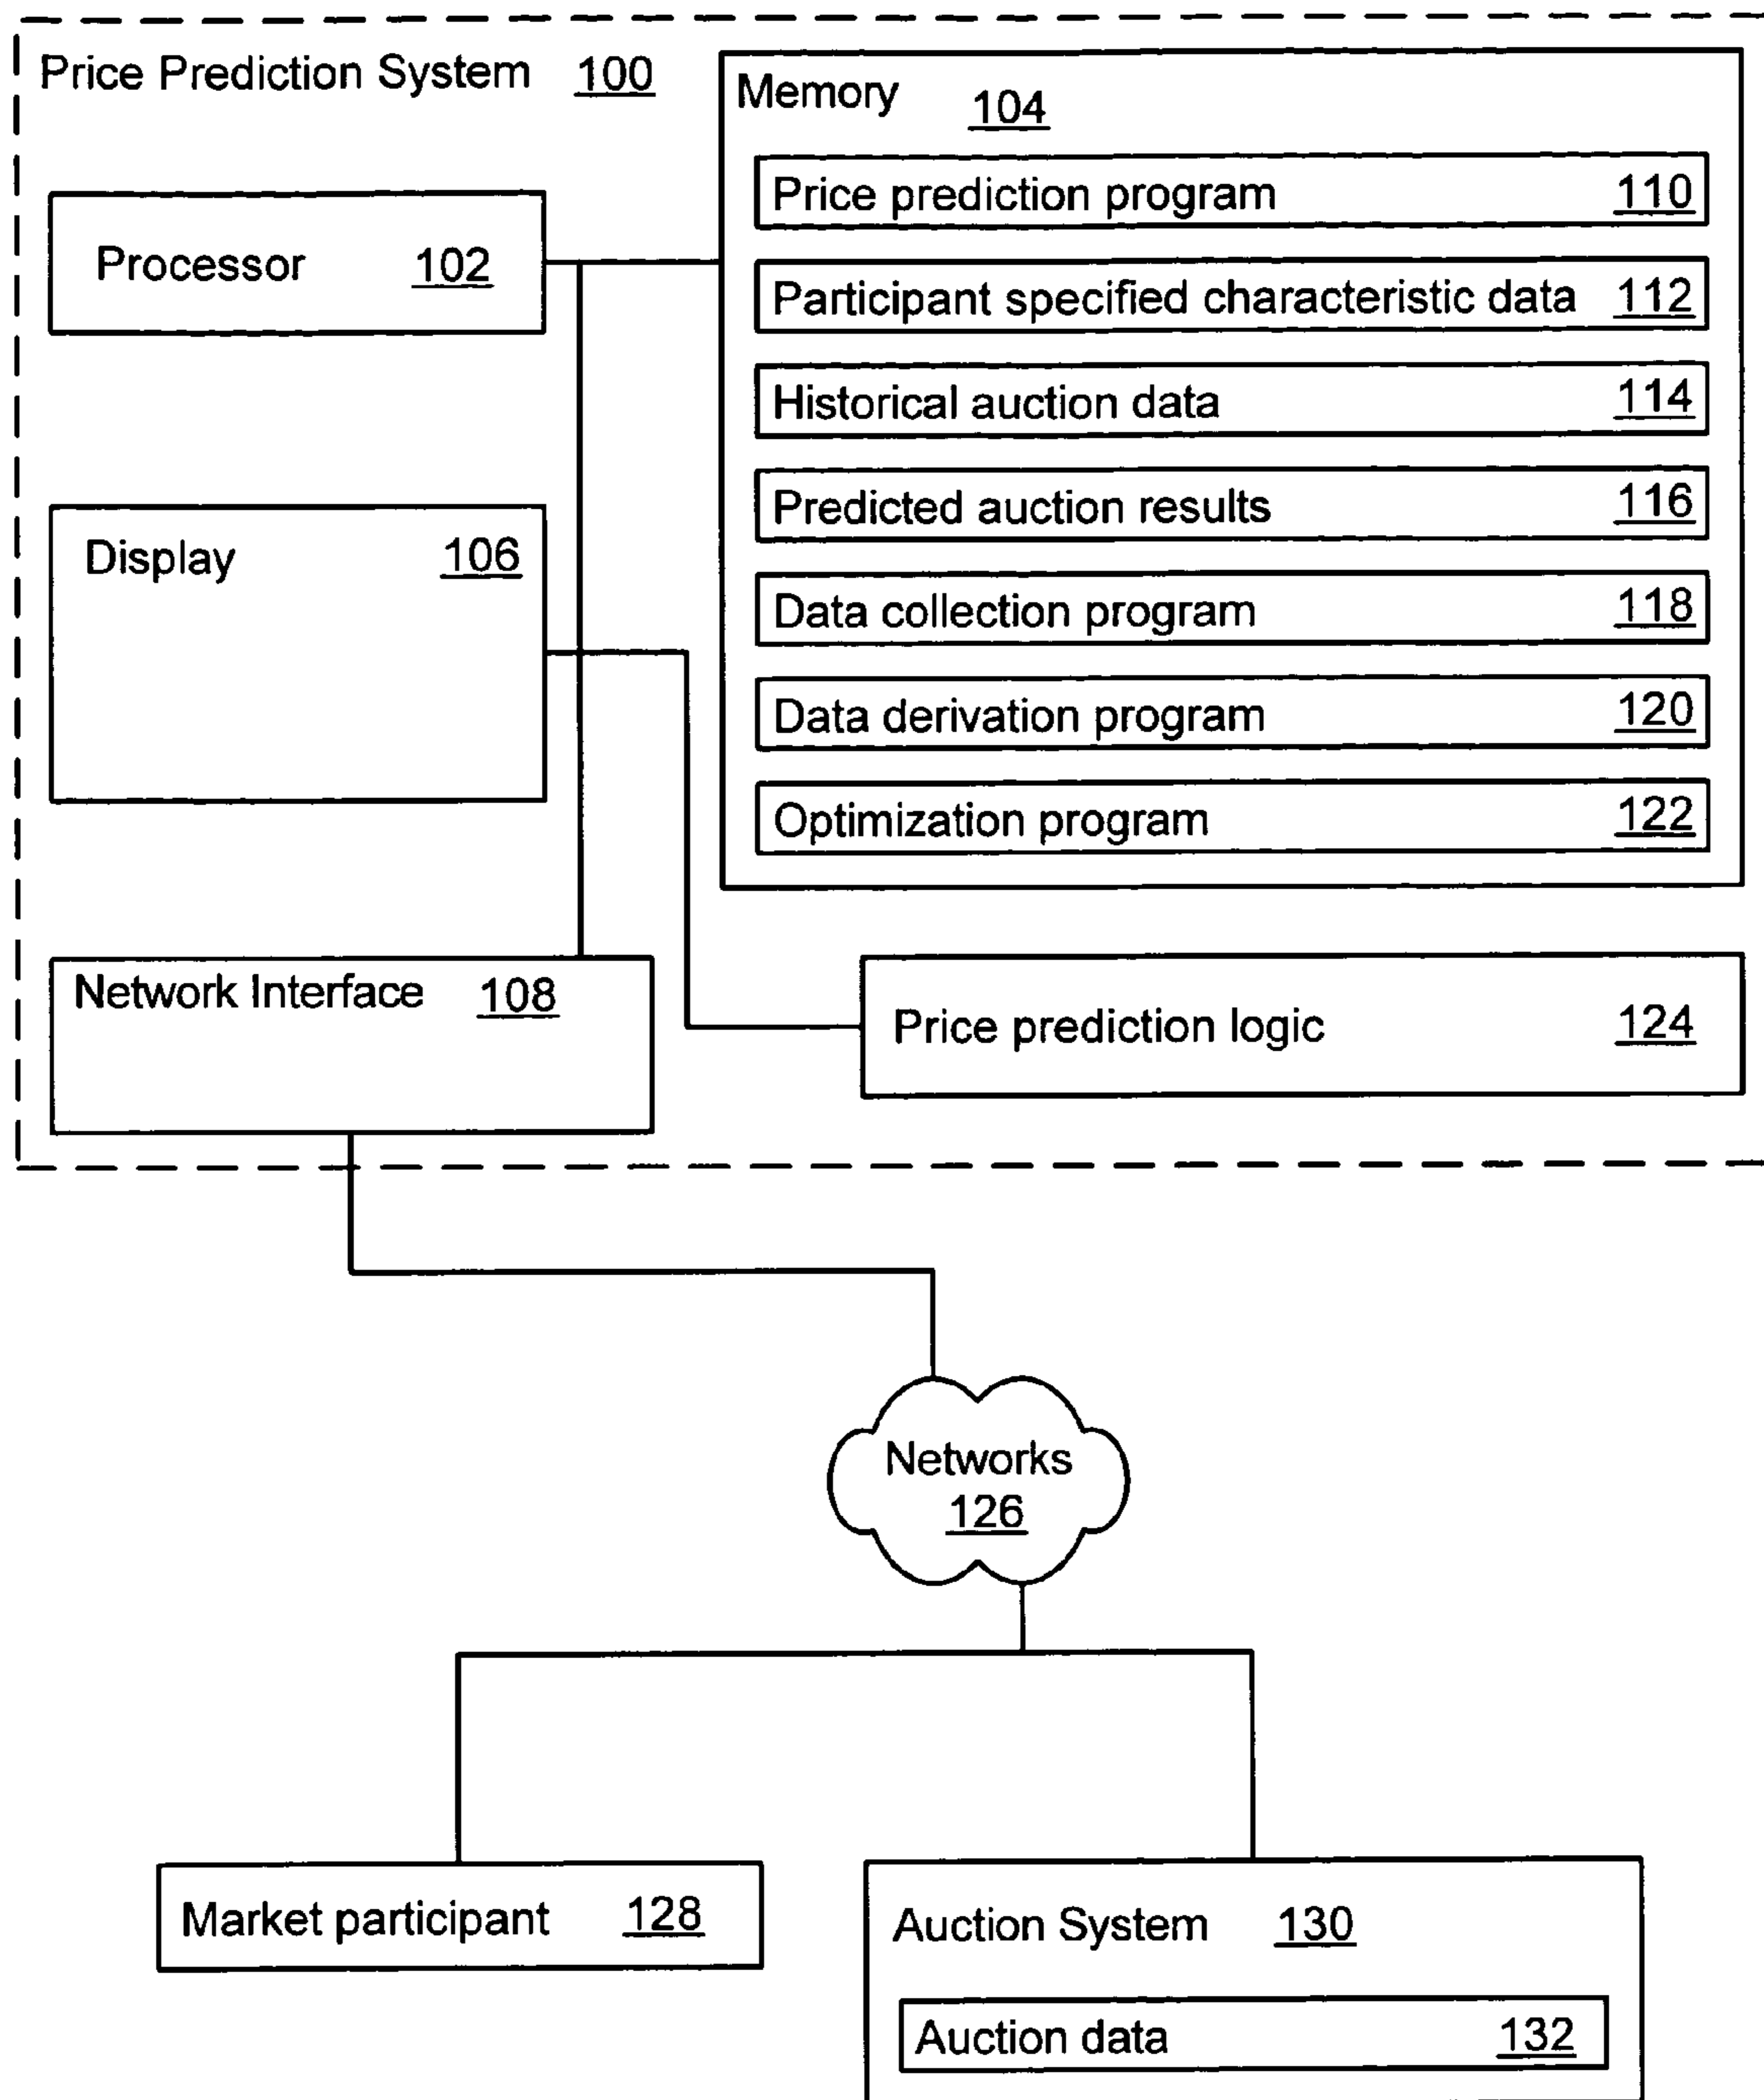 Price Prediction System 100
Memory 104
Price prediction program 110
Processor 102
Participant specified characteristic data 112
Historical auction data 114
Predicted auction results 116
Display 106
Data collection program 118
Data derivation program 120
Optimization program 122
Network Interface 108
Price prediction logic 124
Networks
126
Market participant 128
Auction System 130
Auction data 132